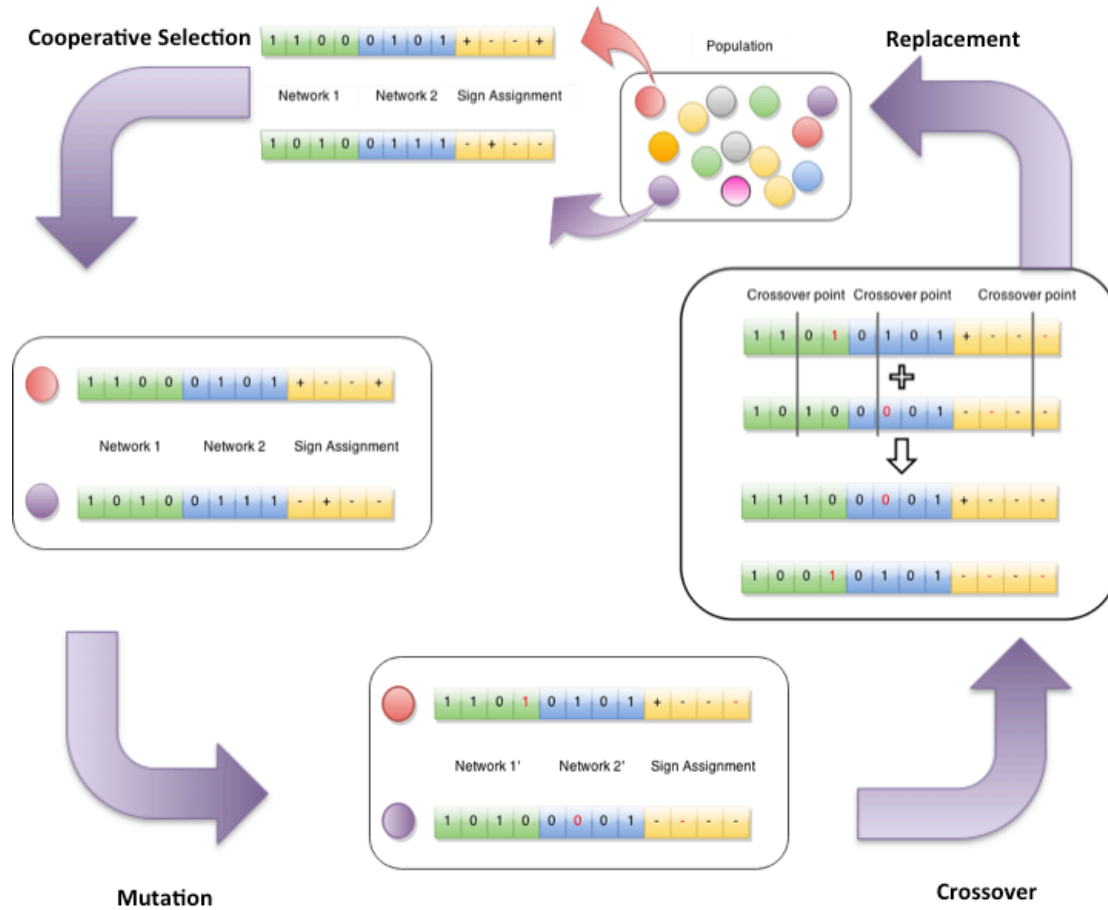 Cooperative Selection
1 1 0 0 0 1 0 1 + - - +
Population
Replacement
Network 1 Network 2 Sign Assignment
1 0 1 0 0 1 1 1 - + - -
Crossover point Crossover point Crossover point
1 1 0 1 0 1 0 1 + - - -
1 0 1 0 0 0 0 1 - - - -
1 1 1 0 0 0 0 1 + - - -
1 0 0 1 0 1 0 1 - - - -
1 1 0 0 0 1 0 1 + - - +
Network 1 Network 2 Sign Assignment
1 0 1 0 0 1 1 1 - + - -
1 1 0 1 0 1 0 1 + - - -
Network 1' Network 2' Sign Assignment
1 0 1 0 0 0 0 1 - - - -
Mutation
Crossover